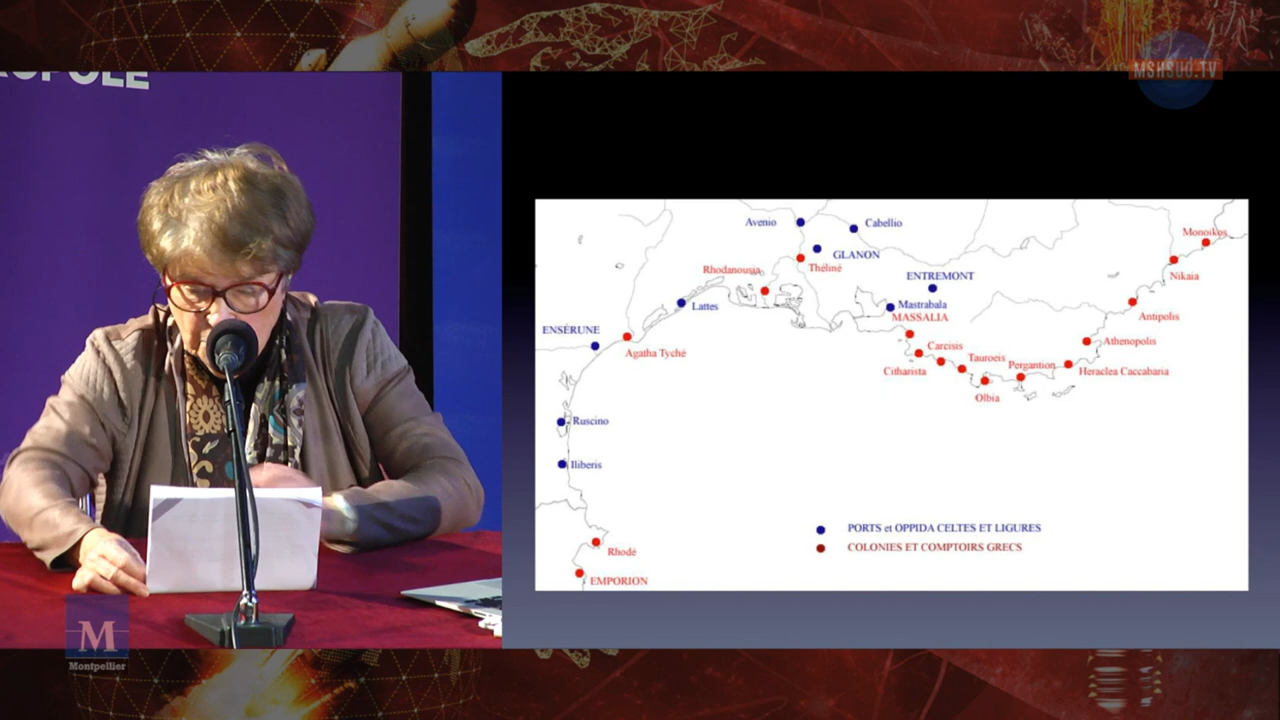 MSHSUD.TV
Avenio
Cabellio
GLANON
Monoikos
Rhodanousia
Théliné
Nikaia
ENTREMONT
Lattes
Mastrabala
MASSALIA
Antipolis
ENSÉRUNE
Agatha Tyché
Carcisis
Athenopolis
Citharista
Tauroeis
Pergantion
Heraclea Caccabaria
Olbia
Ruscino
Iliberis
PORTS et OPPIDA CELTES ET LIGURES
COLONIES ET COMPTOIRS GRECS
Rhodé
EMPORION
M
Montpellier